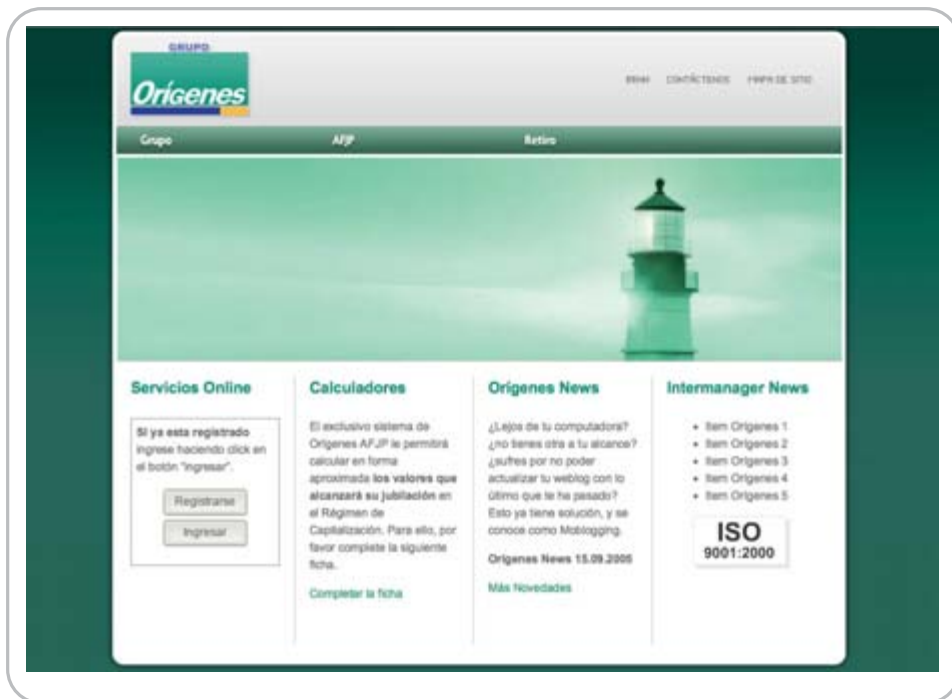 GRUPO
Orígenes
CONTÁCTENOS MAPA DE SITIO
Grupo AFJP Retiro
Servicios Online
Si ya esta registrado
ingrese haciendo click en
el botón "ingresar".
Registrarse
Ingresar
Calculadores
El exclusivo sistema de
Orígenes AFJP le permitirá
calcular en forma
aproximada los valores que
alcanzará su jubilación en
el Régimen de
Capitalización. Para ello, por
favor complete la siguiente
ficha.
Completar la ficha
Orígenes News
¿Lejos de tu computadora?
¿no tienes otra a tu alcance?
¿sufres por no poder
actualizar tu weblog con lo
último que te ha pasado?
Esto ya tiene solución, y se
conoce como Moblogging.
Orígenes News 15.09.2005
Más Novedades
Intermanager News
• Item Orígenes 1
• Item Orígenes 2
• Item Orígenes 3
• Item Orígenes 4
• Item Orígenes 5
ISO
9001:2000